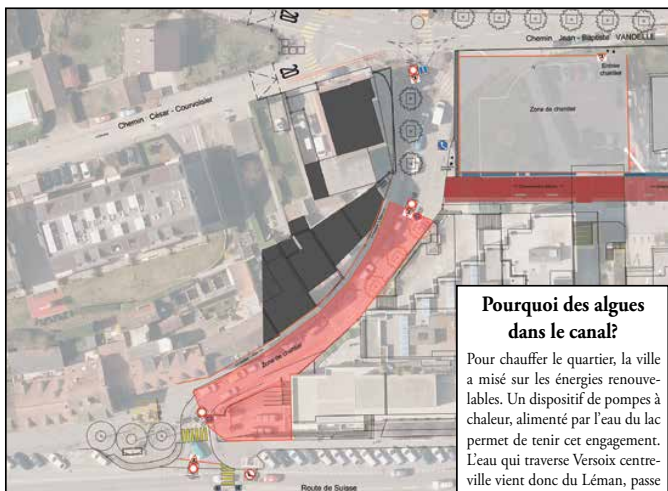 Chemin Jean-Baptiste VANDELLE
Entrée
chantier
Zone de chantier
Chemin César-Courvoisier
Zone de chantier
Route de Suisse
Pourquoi des algues
dans le canal?
Pour chauffer le quartier, la ville
a misé sur les énergies renouve-
lables. Un dispositif de pompes à
chaleur, alimenté par l'eau du lac
permet de tenir cet engagement.
L'eau qui traverse Versoix centre-
ville vient donc du Léman, passe